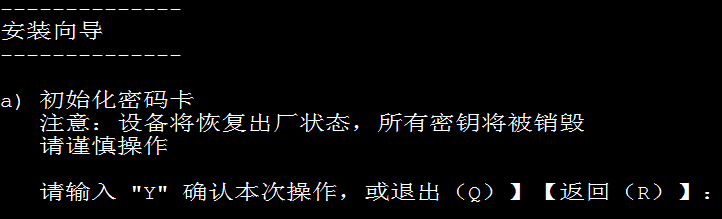 --------------
安装向导
--------------
a) 初始化密码卡
注意：设备将恢复出厂状态，所有密钥将被销毁
请谨慎操作
请输入 "Y" 确认本次操作，或退出（Q）】【返回（R）】：